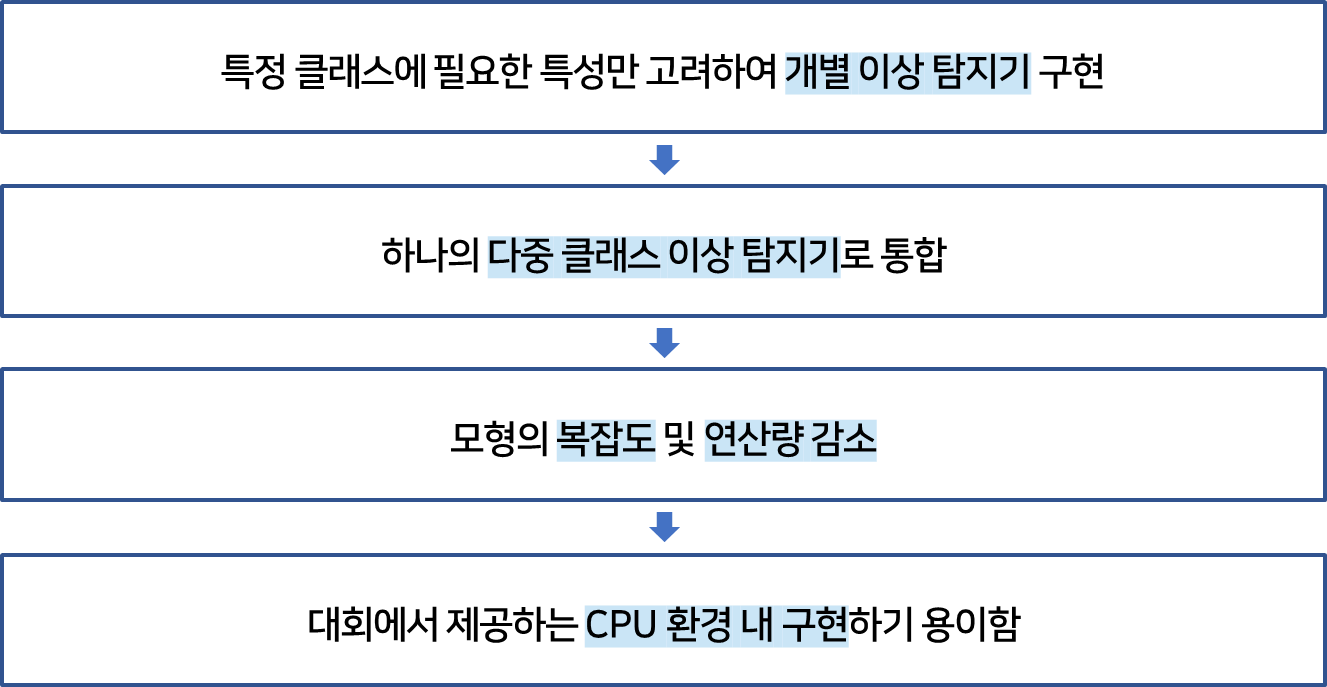 특정 클래스에 필요한 특성만 고려하여 개별 이상 탐지기 구현
하나의 다중 클래스 이상 탐지기로 통합
모형의 복잡도 및 연산량 감소
대회에서 제공하는 CPU 환경 내 구현하기 용이함